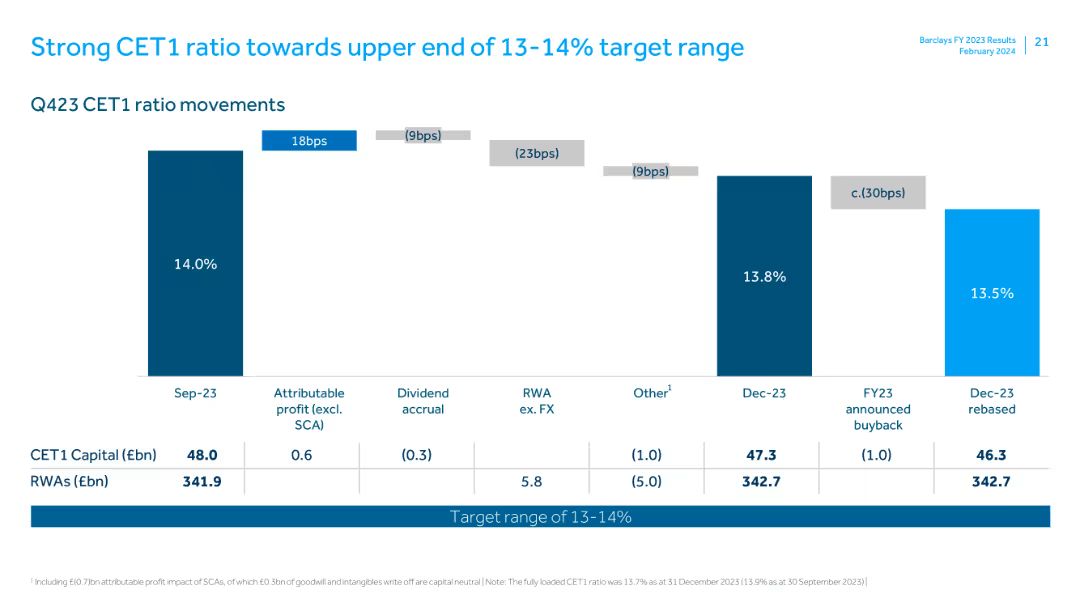 Strong CET1 ratio towards upper end of 13-14% target range
Barclays FY 2023 Results
February 2024
21
Q423 CET1 ratio movements
14.0%
18bps
(9bps)
(23bps)
(9bps)
13.8%
c.(30bps)
13.5%
Sep-23
Attributable
profit (excl.
SCA)
Dividend
accrual
RWA
ex. FX
Other1
Dec-23
FY23
announced
buyback
Dec-23
rebased
CET1 Capital (£bn) 48.0 0.6 (0.3) (1.0) 47.3 (1.0) 46.3
RWAs (£bn) 341.9 5.8 (5.0) 342.7 342.7
Target range of 13-14%
1 Including £(0.7)bn attributable profit impact of SCAs, of which £0.3bn of goodwill and intangibles write off are capital neutral | Note: The fully loaded CET1 ratio was 13.7% as at 31 December 2023 (13.9% as at 30 September 2023) |